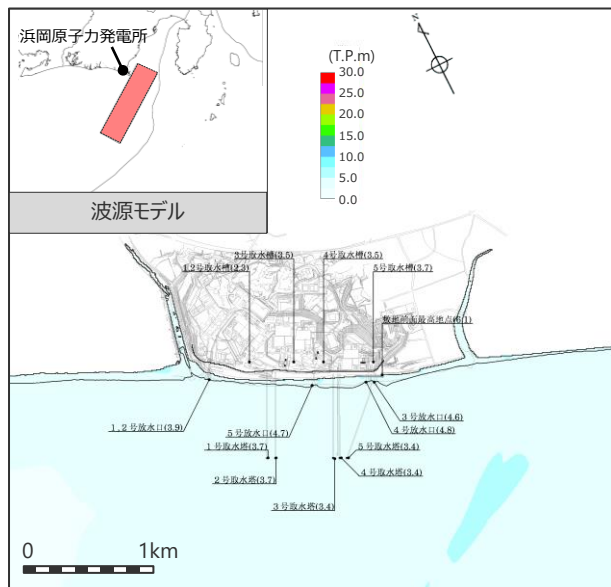 浜岡原子力発電所
波源モデル
(T.P.m)
30.0
25.0
20.0
15.0
10.0
5.0
0.0
N
3号取水槽(3.5)
4号取水槽(3.5)
1,2号取水槽(2.3)
5号取水槽(3.7)
3号放水口(4.6)
1,2号放水口(3.9)
5号放水口(4.7)
4号放水口(4.8)
1号取水塔(3.7)
5号取水塔(3.4)
2号取水塔(3.7)
4号取水塔(3.4)
3号取水塔(3.4)
0
1km